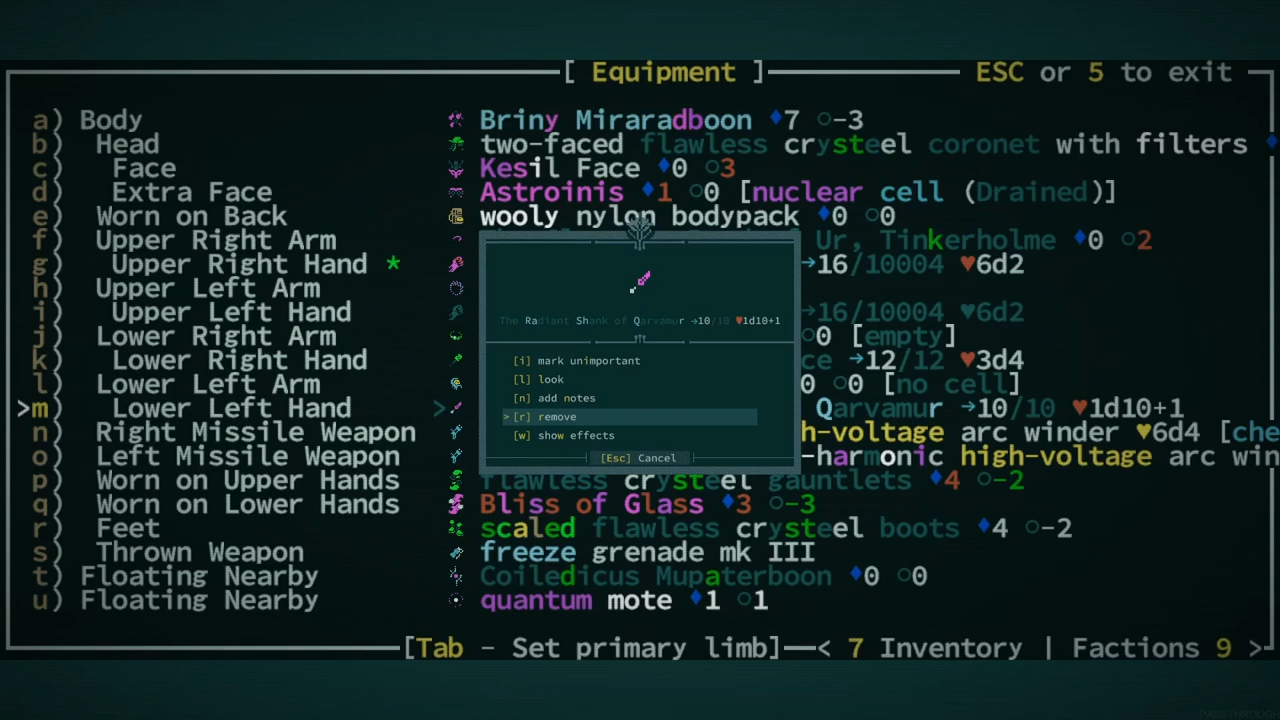 [ Equipment ] ESC or 5 to exit
a) Body Briny Miraradboon ♦7 ○-3
b) Head two-faced flawless crysteel coronet with filters ♦
c) Face Kesil Face ♦0 ○3
d) Extra Face Astroinis ♦1 ○0 [nuclear cell (Drained)]
e) Worn on Back wooly nylon bodypack ♦0 ○0
f) Upper Right Arm Ur, Tinkerholme ♦0 ○2
g) Upper Right Hand * →16/10004 ♥6d2
h) Upper Left Arm
i) Upper Left Hand →16/10004 ♥6d2
j) Lower Right Arm ○0 [empty]
k) Lower Right Hand ce →12/12 ♥3d4
l) Lower Left Arm 0 ○0 [no cell]
>m) Lower Left Hand > Qarvamur →10/10 ♥1d10+1
n) Right Missile Weapon h-voltage arc winder ♥6d4 [che
o) Left Missile Weapon -harmonic high-voltage arc win
p) Worn on Upper Hands flawless crysteel gauntlets ♦4 ○-2
q) Worn on Lower Hands Bliss of Glass ♦3 ○-3
r) Feet scaled flawless crysteel boots ♦4 ○-2
s) Thrown Weapon freeze grenade mk III
t) Floating Nearby Coiledicus Mupaterboon ♦0 ○0
u) Floating Nearby quantum mote ♦1 ○1
[Tab - Set primary limb] < 7 Inventory | Factions 9 >
The Radiant Shank of Qarvamur →10/10 ♥1d10+1
[i] mark unimportant
[l] look
[n] add notes
> [r] remove
[w] show effects
[Esc] Cancel